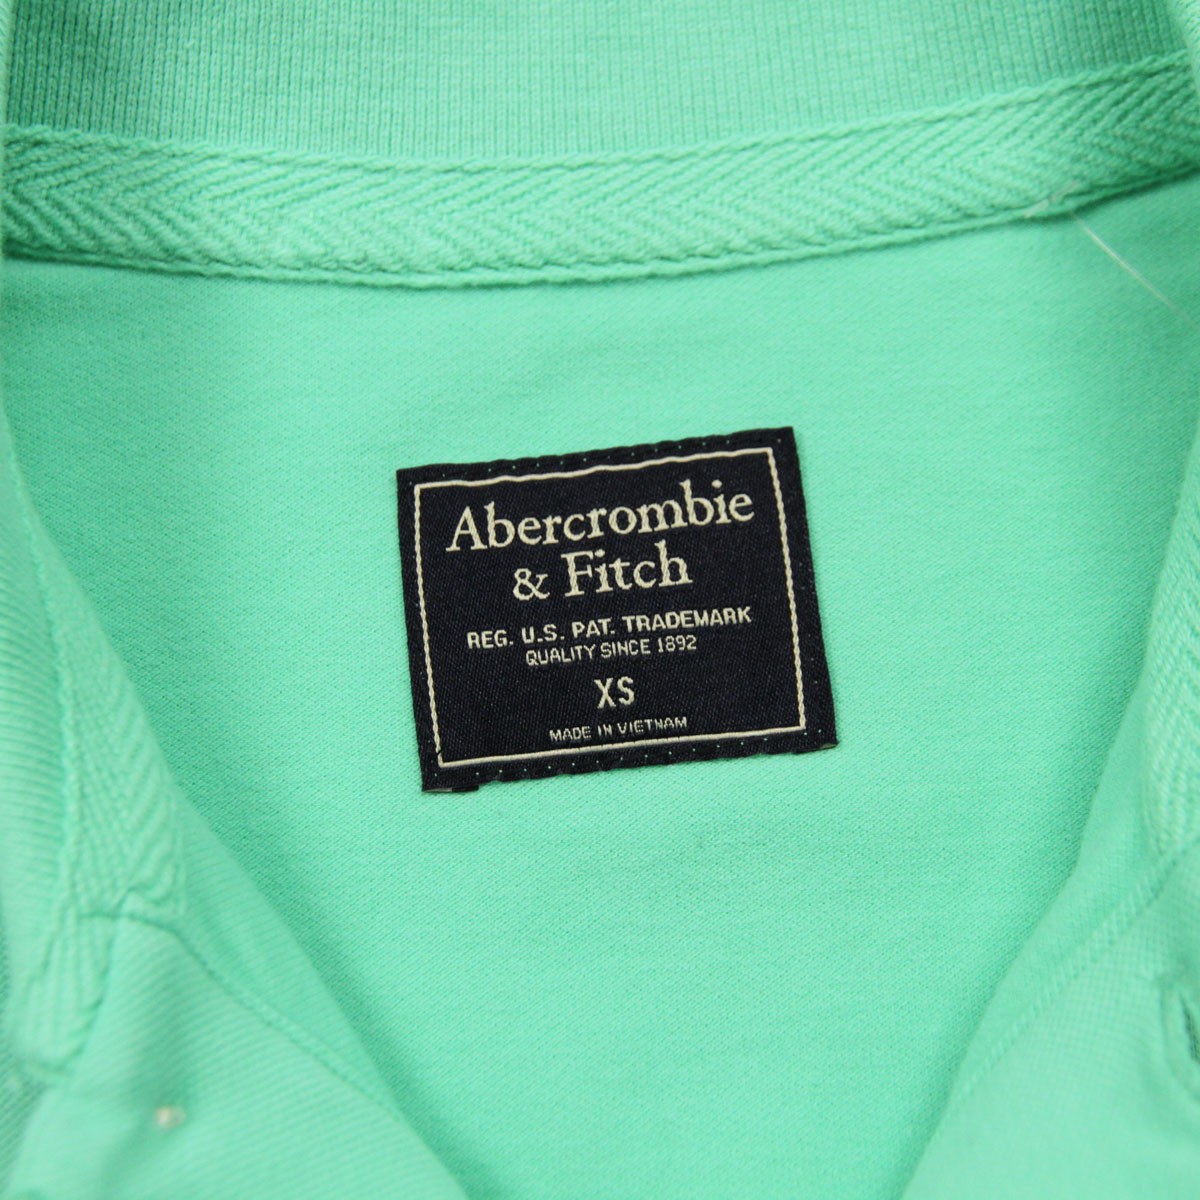 Abercrombie
& Fitch
REG. U.S. PAT. TRADEMARK
QUALITY SINCE 1892
XS
MADE IN VIETNAM